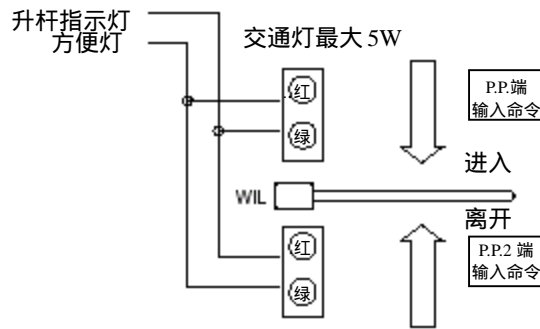 升杆指示灯
方便灯
交通灯最大 5W
红
绿
P.P.端
输入命令
进入
WIL
离开
红
绿
P.P.2 端
输入命令